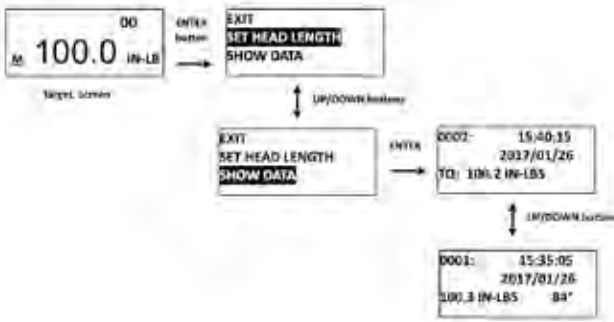 00
M 100.0 IN-LB
Target Screen
ENTER
button
EXIT
SET HEAD LENGTH
SHOW DATA
UP/DOWN buttons
EXIT
SET HEAD LENGTH
SHOW DATA
ENTER
0002: 15:40:15
2017/01/26
TQ: 100.2 IN-LBS
UP/DOWN buttons
0001: 15:35:05
2017/01/26
100.3 IN-LBS 84°